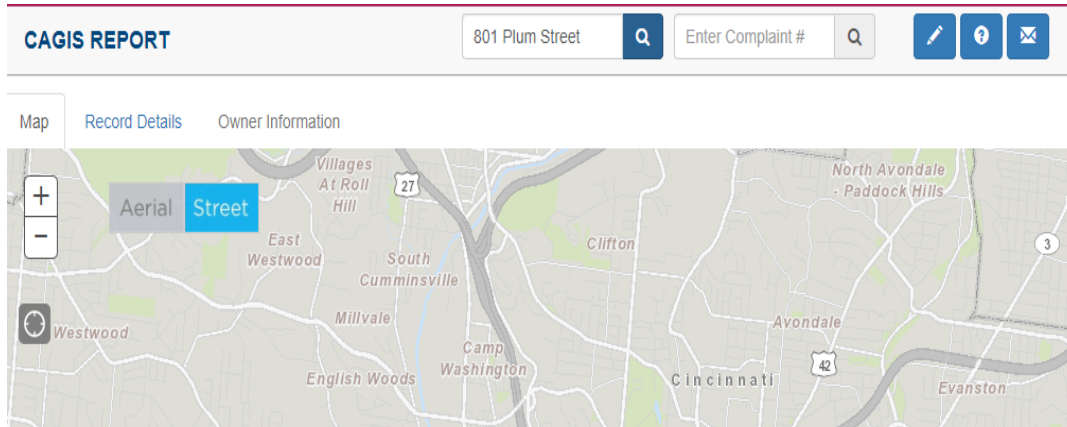 CAGIS REPORT
801 Plum Street
Enter Complaint #
Map
Record Details
Owner Information
+
−
Aerial
Street
Villages
At Roll
Hill
27
North Avondale
- Paddock Hills
East
Westwood
South
Cumminsville
Clifton
3
Millvale
Westwood
Avondale
Camp
Washington
42
English Woods
Cincinnati
Evanston